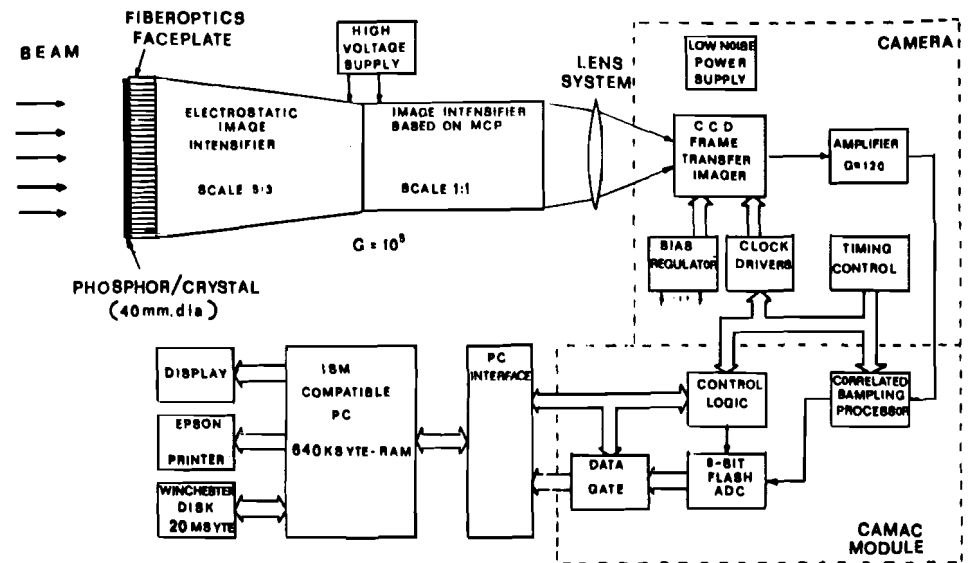 FIBEROPTICS
FACEPLATE
BEAM
HIGH
VOLTAGE
SUPPLY
LENS
SYSTEM
LOW NOISE
POWER
SUPPLY
CAMERA
ELECTROSTATIC
IMAGE
INTENSIFIER
SCALE 5:3
IMAGE INTENSIFIER
BASED ON MCP
SCALE 1:1
CCD
FRAME
TRANSFER
IMAGER
AMPLIFIER
G=120
G = 10⁵
BIAS
REGULATOR
CLOCK
DRIVERS
TIMING
CONTROL
PHOSPHOR/CRYSTAL
(40mm.dia)
DISPLAY
EPSON
PRINTER
WINCHESTER
DISK
20 MBYTE
IBM
COMPATIBLE
PC
640 KBYTE-RAM
PC
INTERFACE
CONTROL
LOGIC
CORRELATED
SAMPLING
PROCESSOR
DATA
GATE
8-BIT
FLASH
ADC
CAMAC
MODULE